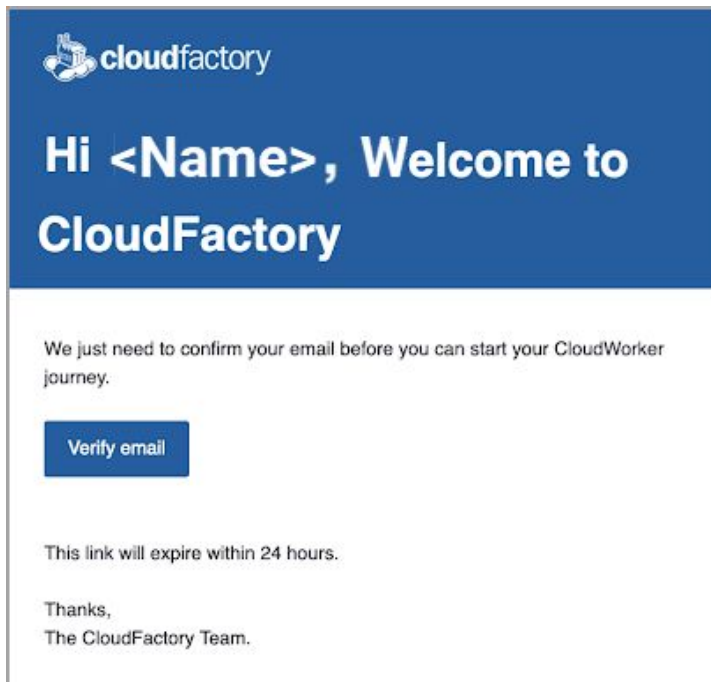 cloudfactory
Hi <Name>, Welcome to
CloudFactory
We just need to confirm your email before you can start your CloudWorker
journey.
Verify email
This link will expire within 24 hours.
Thanks,
The CloudFactory Team.